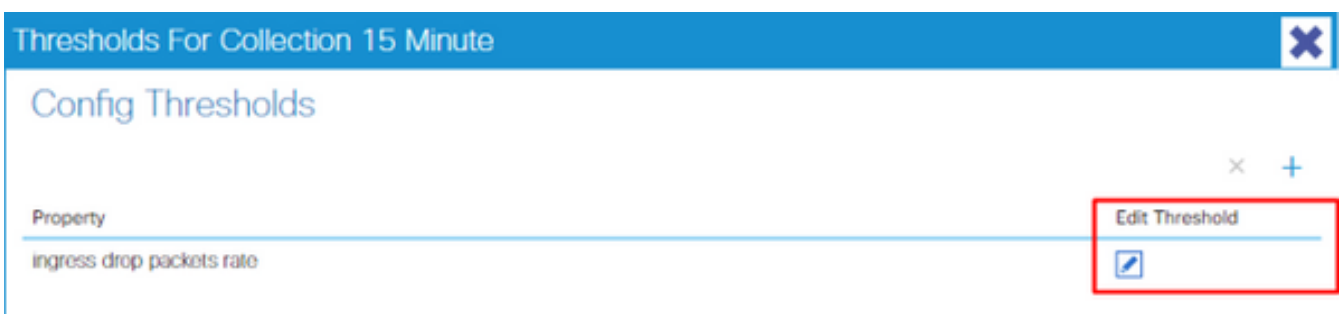 Thresholds For Collection 15 Minute
Config Thresholds
Property Edit Threshold
ingress drop packets rate